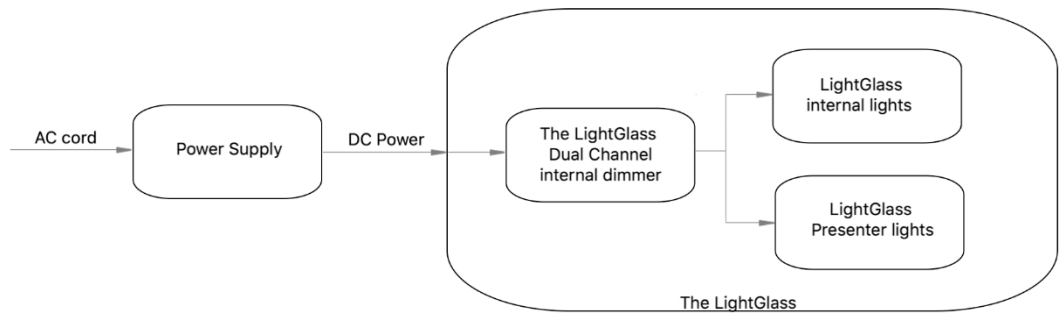 AC cord
Power Supply
DC Power
The LightGlass
Dual Channel
internal dimmer
LightGlass
internal lights
LightGlass
Presenter lights
The LightGlass